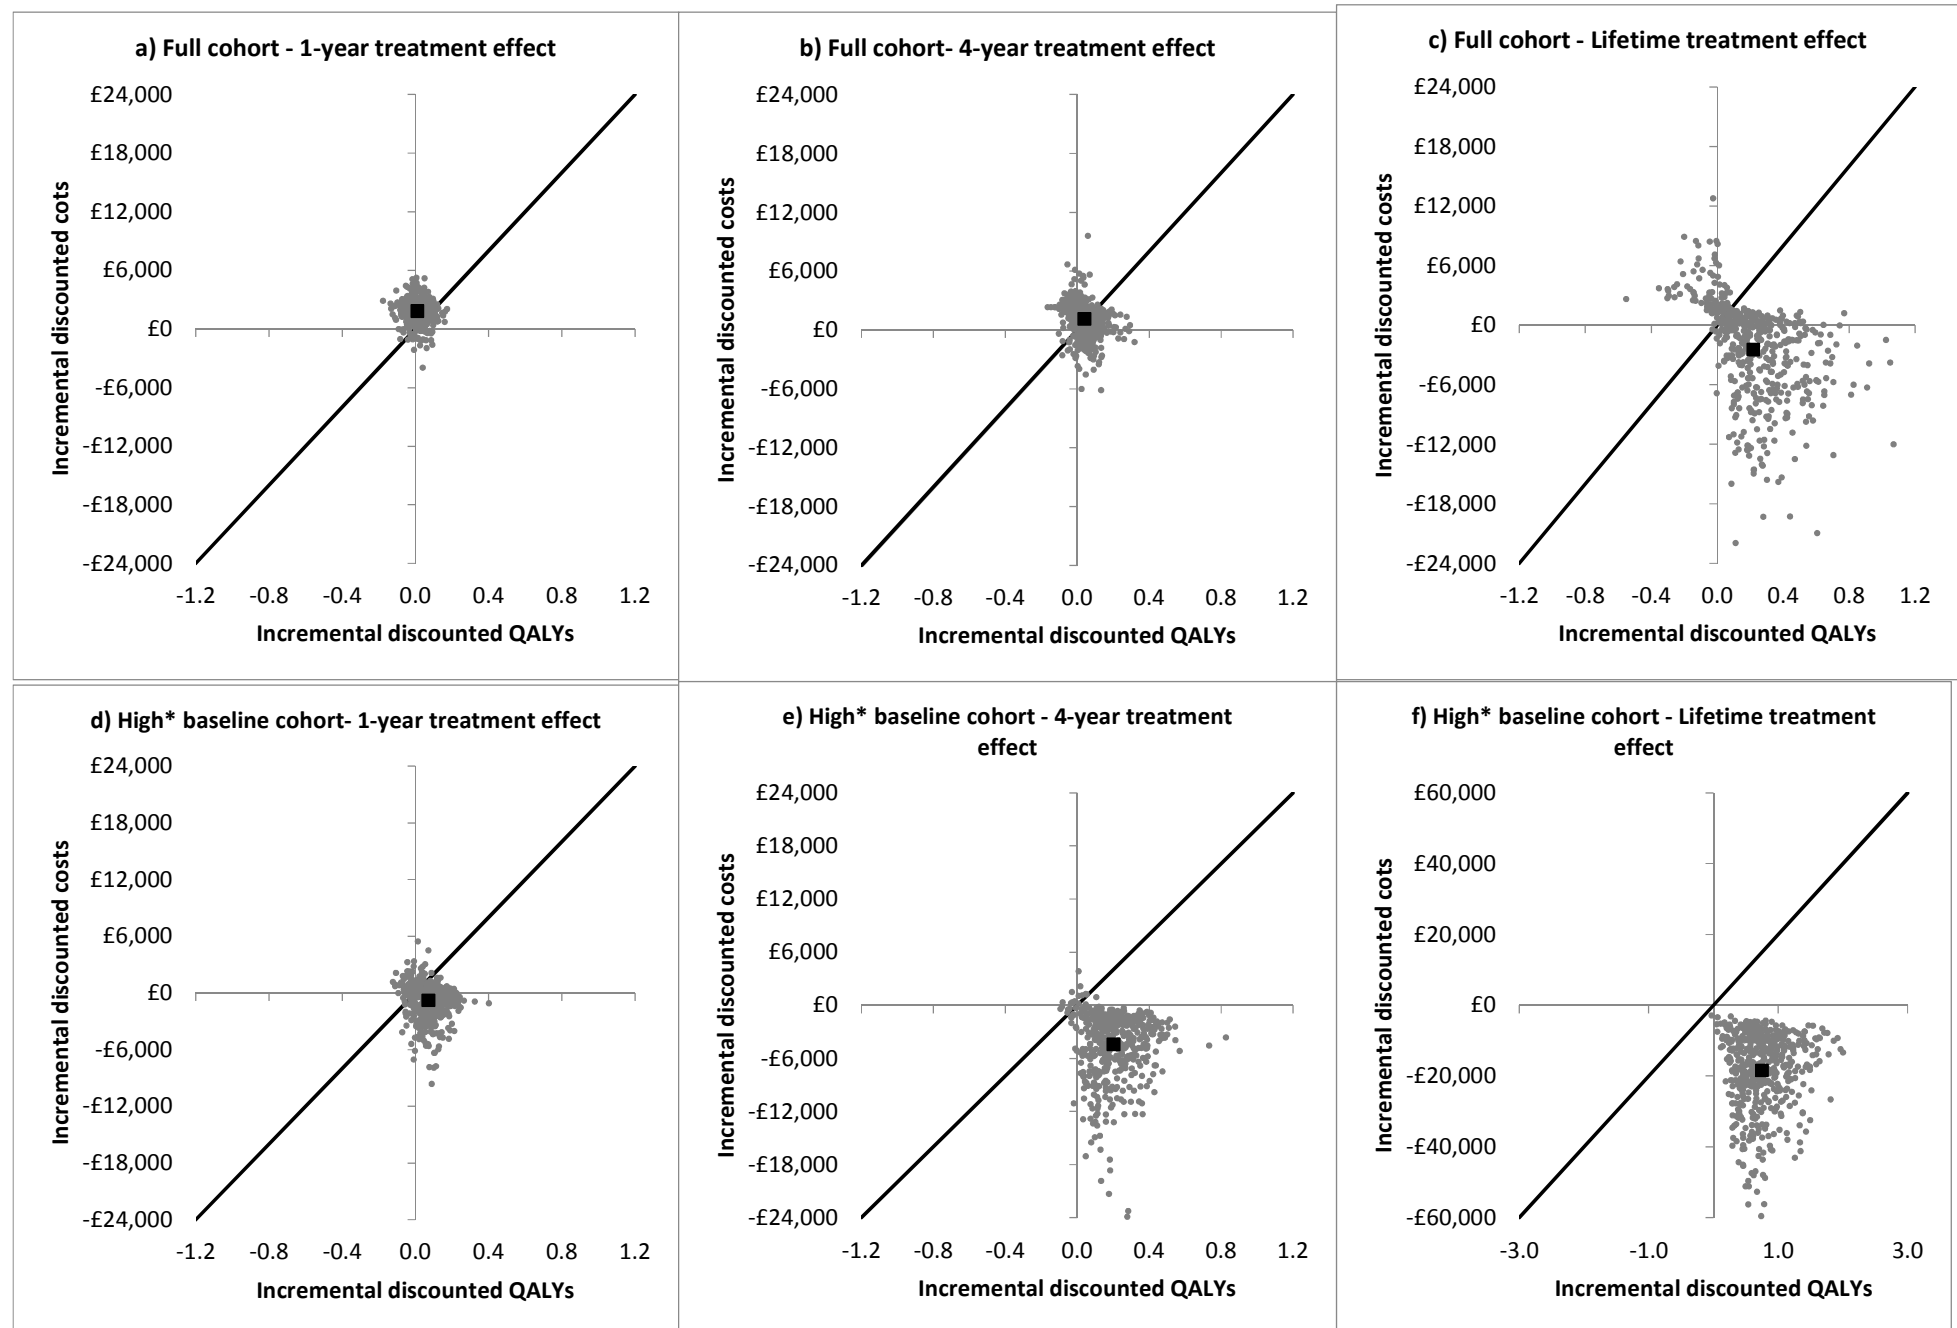 a) Full cohort - 1-year treatment effect
£24,000
£18,000
£12,000
£6,000
£0
-£6,000
-£12,000
-£18,000
-£24,000
-1.2 -0.8 -0.4 0.0 0.4 0.8 1.2
Incremental discounted cots
Incremental discounted QALYs
b) Full cohort- 4-year treatment effect
£24,000
£18,000
£12,000
£6,000
£0
-£6,000
-£12,000
-£18,000
-£24,000
-1.2 -0.8 -0.4 0.0 0.4 0.8 1.2
Incremental discounted costs
Incremental discounted QALYs
c) Full cohort - Lifetime treatment effect
£24,000
£18,000
£12,000
£6,000
£0
-£6,000
-£12,000
-£18,000
-£24,000
-1.2 -0.8 -0.4 0.0 0.4 0.8 1.2
Incremental discounted costs
Incremental discounted QALYs
d) High* baseline cohort- 1-year treatment effect
£24,000
£18,000
£12,000
£6,000
£0
-£6,000
-£12,000
-£18,000
-£24,000
-1.2 -0.8 -0.4 0.0 0.4 0.8 1.2
Incremental discounted costs
Incremental discounted QALYs
e) High* baseline cohort - 4-year treatment
effect
£24,000
£18,000
£12,000
£6,000
£0
-£6,000
-£12,000
-£18,000
-£24,000
-1.2 -0.8 -0.4 0.0 0.4 0.8 1.2
Incremental discounted costs
Incremental discounted QALYs
f) High* baseline cohort - Lifetime treatment
effect
£60,000
£40,000
£20,000
£0
-£20,000
-£40,000
-£60,000
-3.0 -1.0 1.0 3.0
Incremental discounted cots
Incremental discounted QALYs